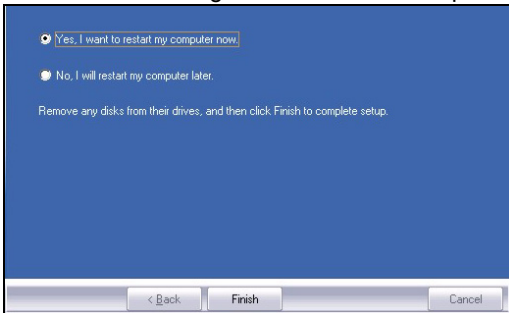 Yes, I want to restart my computer now.
No, I will restart my computer later.
Remove any disks from their drives, and then click Finish to complete setup.
< Back Finish Cancel